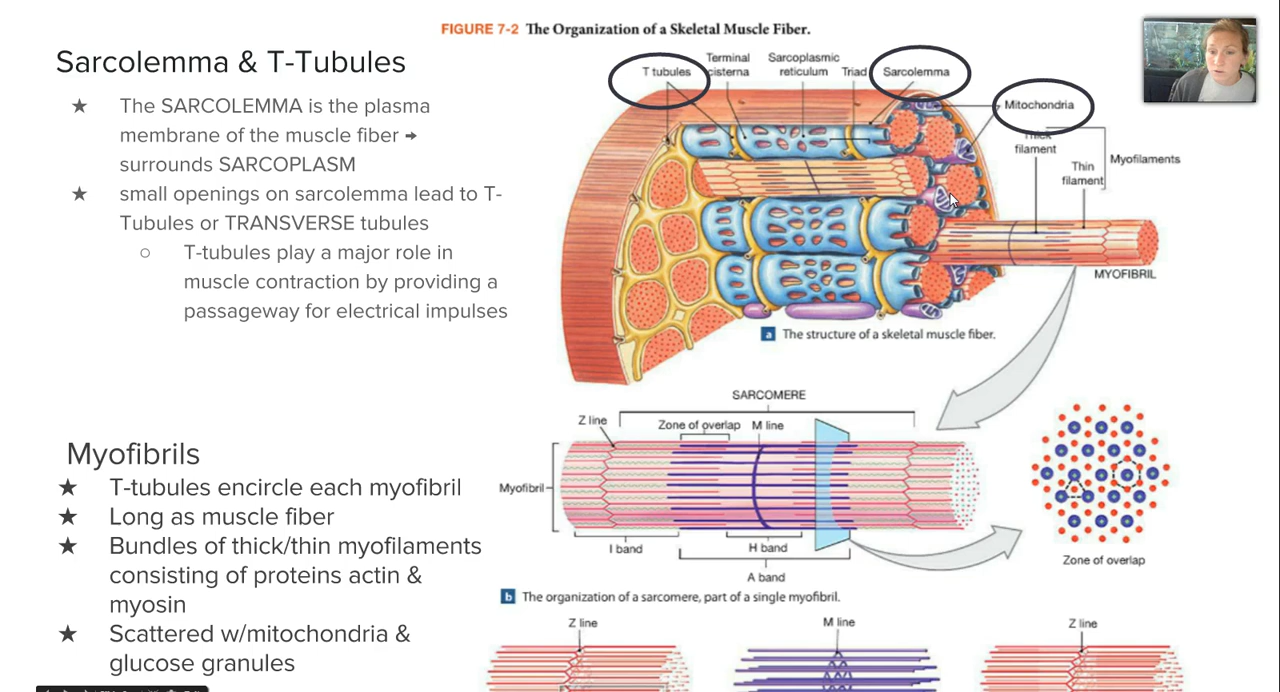 FIGURE 7-2 The Organization of a Skeletal Muscle Fiber.
Sarcolemma & T-Tubules
★ The SARCOLEMMA is the plasma
membrane of the muscle fiber ➞
surrounds SARCOPLASM
★ small openings on sarcolemma lead to T-
Tubules or TRANSVERSE tubules
○ T-tubules play a major role in
muscle contraction by providing a
passageway for electrical impulses
Myofibrils
★ T-tubules encircle each myofibril
★ Long as muscle fiber
★ Bundles of thick/thin myofilaments
consisting of proteins actin &
myosin
★ Scattered w/mitochondria &
glucose granules
T tubules
Terminal
cisterna
Sarcoplasmic
reticulum
Triad
Sarcolemma
Mitochondria
Thick
filament
Thin
filament
Myofilaments
MYOFIBRIL
a The structure of a skeletal muscle fiber.
SARCOMERE
Z line
Zone of overlap
M line
Myofibril
I band
H band
A band
Zone of overlap
b The organization of a sarcomere, part of a single myofibril.
Z line
M line
Z line